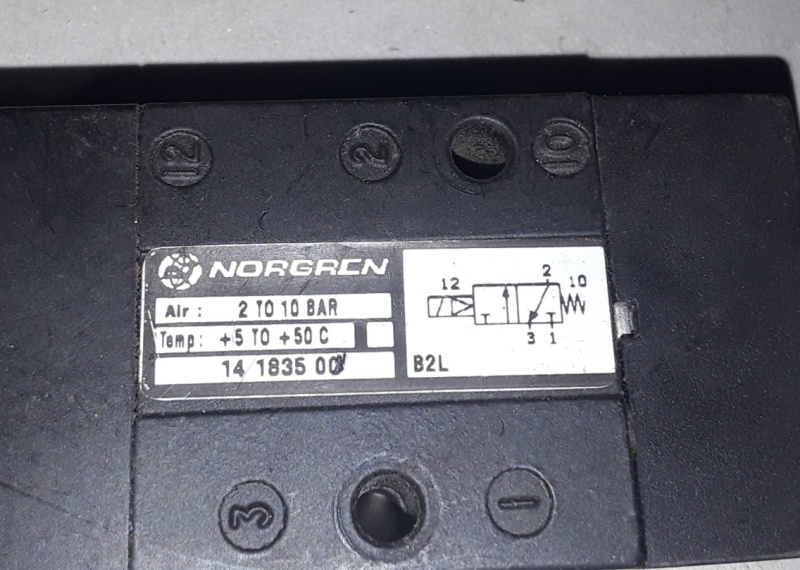 12 2 10
NORGREN
Air: 2 TO 10 BAR
Temp: +5 TO +50 C
14 1835 00
12 2 10
3 1
B2L
3 1